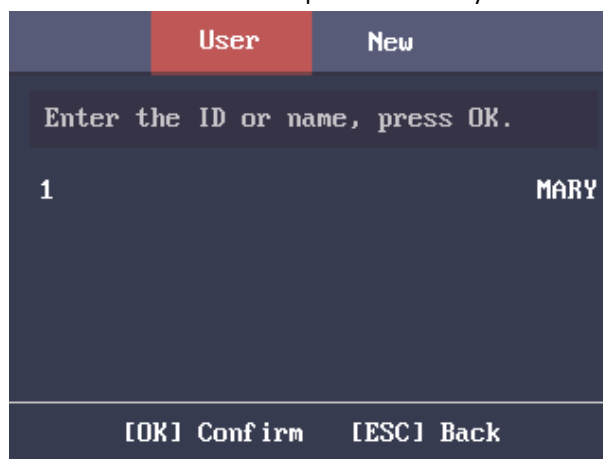 User New
Enter the ID or name, press OK.
1 MARY
[OK] Confirm [ESC] Back